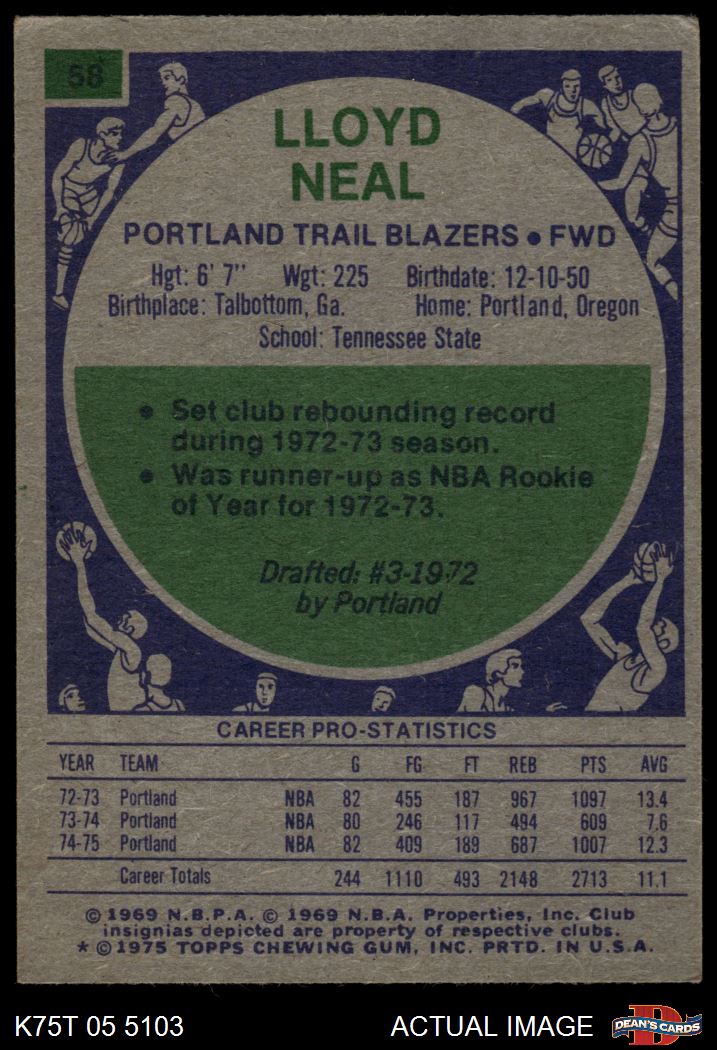 58
LLOYD
NEAL
PORTLAND TRAIL BLAZERS • FWD
Hgt: 6' 7" Wgt: 225 Birthdate: 12-10-50
Birthplace: Talbottom, Ga. Home: Portland, Oregon
School: Tennessee State
• Set club rebounding record
during 1972-73 season.
• Was runner-up as NBA Rookie
of Year for 1972-73.
Drafted: #3-1972
by Portland
CAREER PRO-STATISTICS
YEAR TEAM G FG FT REB PTS AVG
72-73 Portland NBA 82 455 187 967 1097 13.4
73-74 Portland NBA 80 246 117 494 609 7.6
74-75 Portland NBA 82 409 189 687 1007 12.3
Career Totals 244 1110 493 2148 2713 11.1
© 1969 N.B.P.A. © 1969 N.B.A. Properties, Inc. Club
insignias depicted are property of respective clubs.
* © 1975 TOPPS CHEWING GUM, INC. PRTD. IN U.S.A.
K75T 05 5103 ACTUAL IMAGE D DEAN'S CARDS